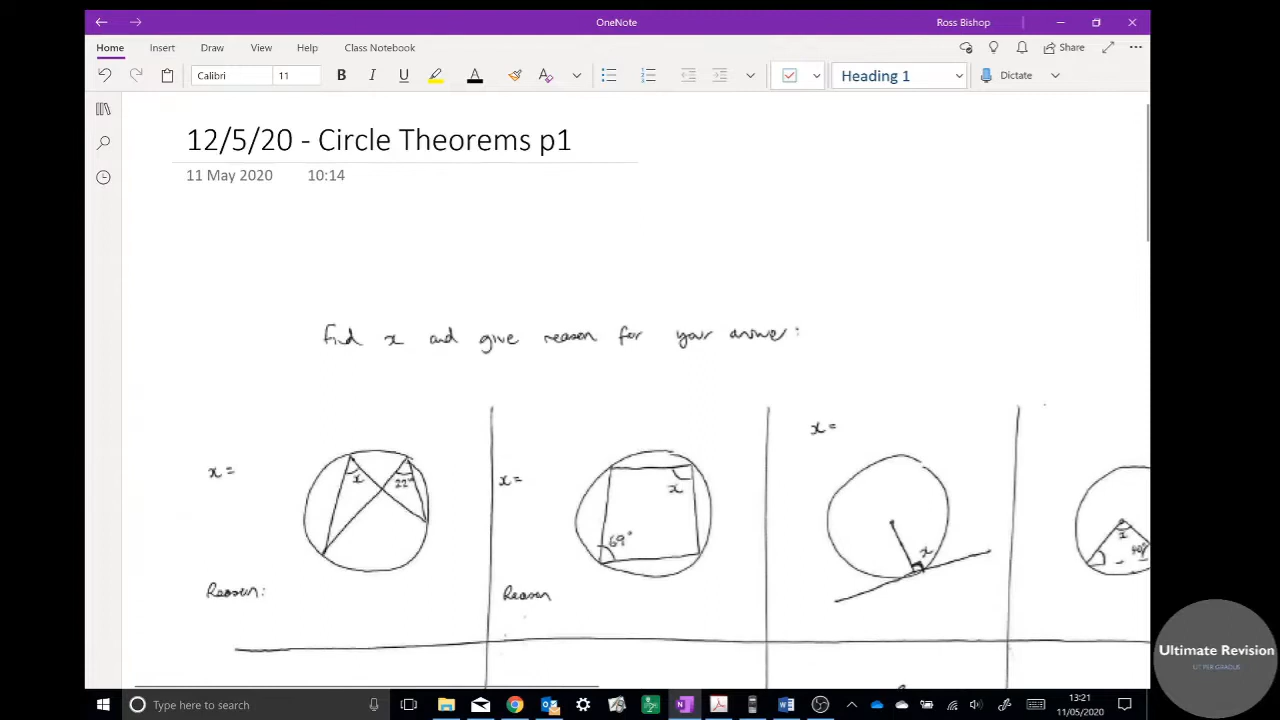 OneNote
Ross Bishop
Home Insert Draw View Help Class Notebook
Share
Calibri 11 B I U A Heading 1 Dictate
12/5/20 - Circle Theorems p1
11 May 2020 10:14
Find x and give reason for your answer:
x =
x
22°
Reason:
x =
x
69°
Reason
x =
x
x
Ultimate Revision
Type here to search
13:21
11/05/2020